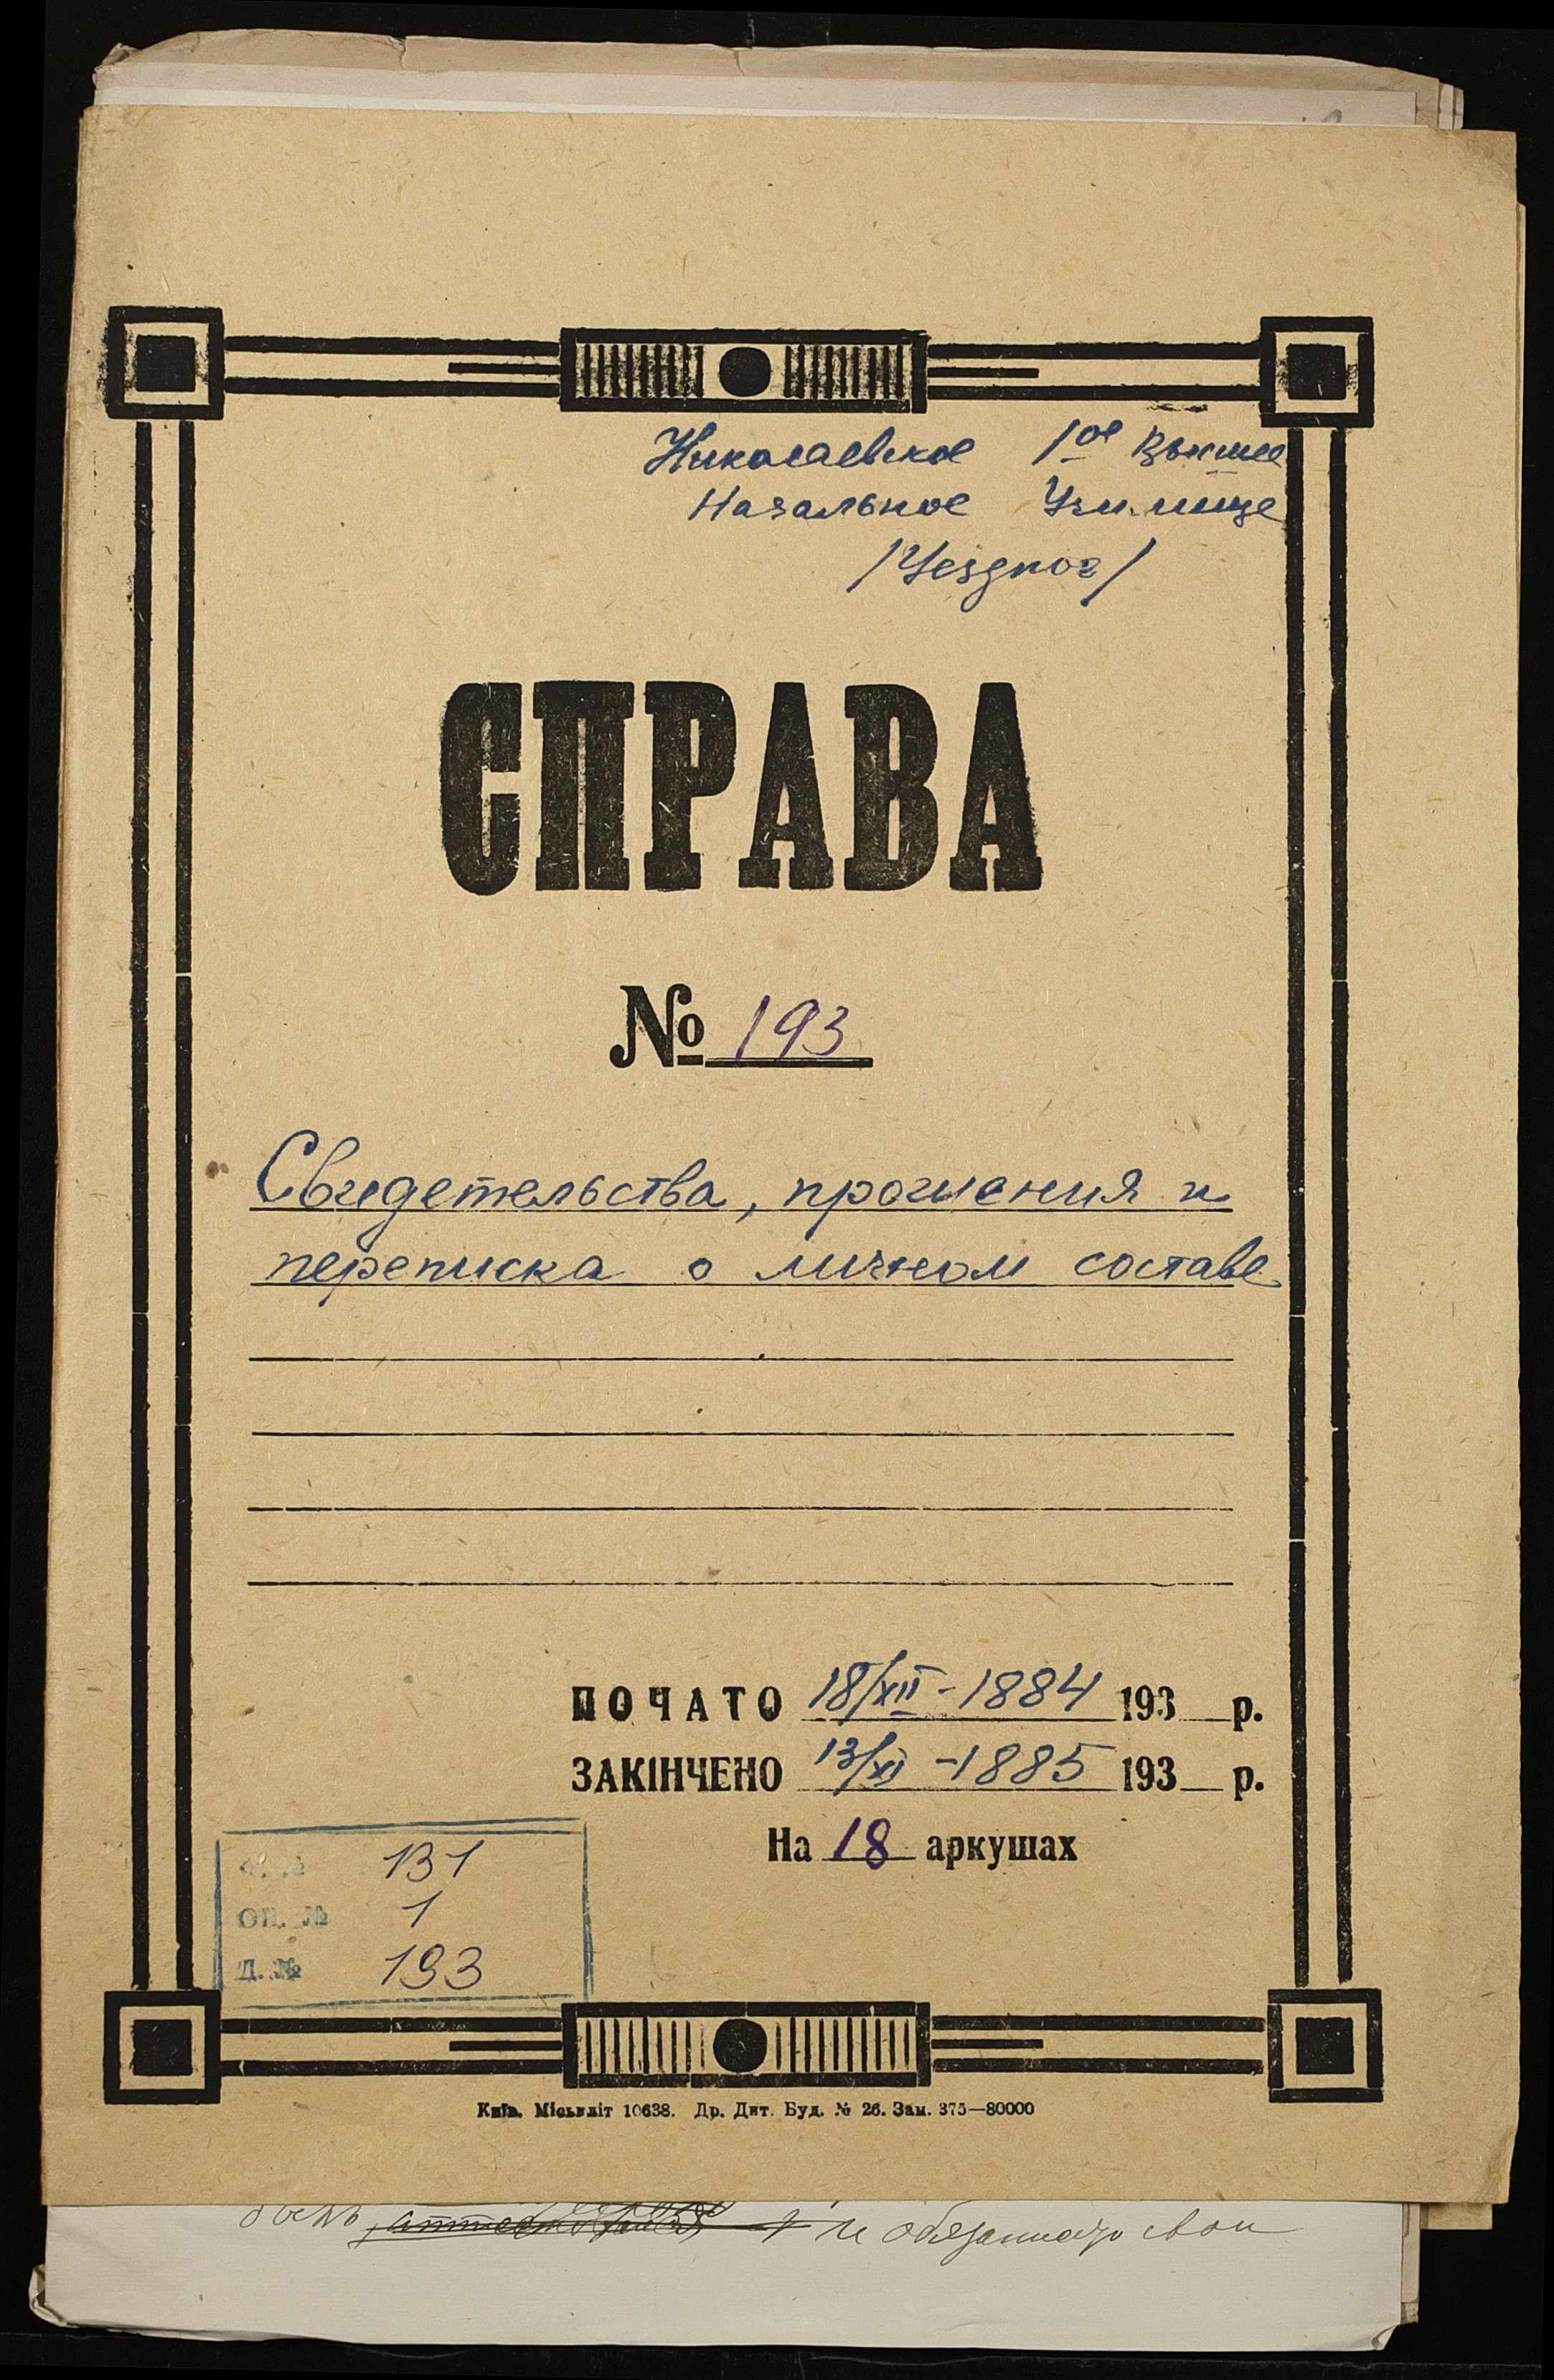 Николаевское 1ое Высшее
Начальное Училище
/Уездное/
СПРАВА
№ 193
Свидетельства, прошения и
переписка о личном составе
ПОЧАТО 18/XII - 1884 193 р.
ЗАКІНЧЕНО 13/XI - 1885 193 р.
На 18 аркушах
131
ОП. № 1
Д. № 193
Київ. Міськліт 10638. Др. Дит. Буд. № 26. Зам. 375—80000
и обязанно свои